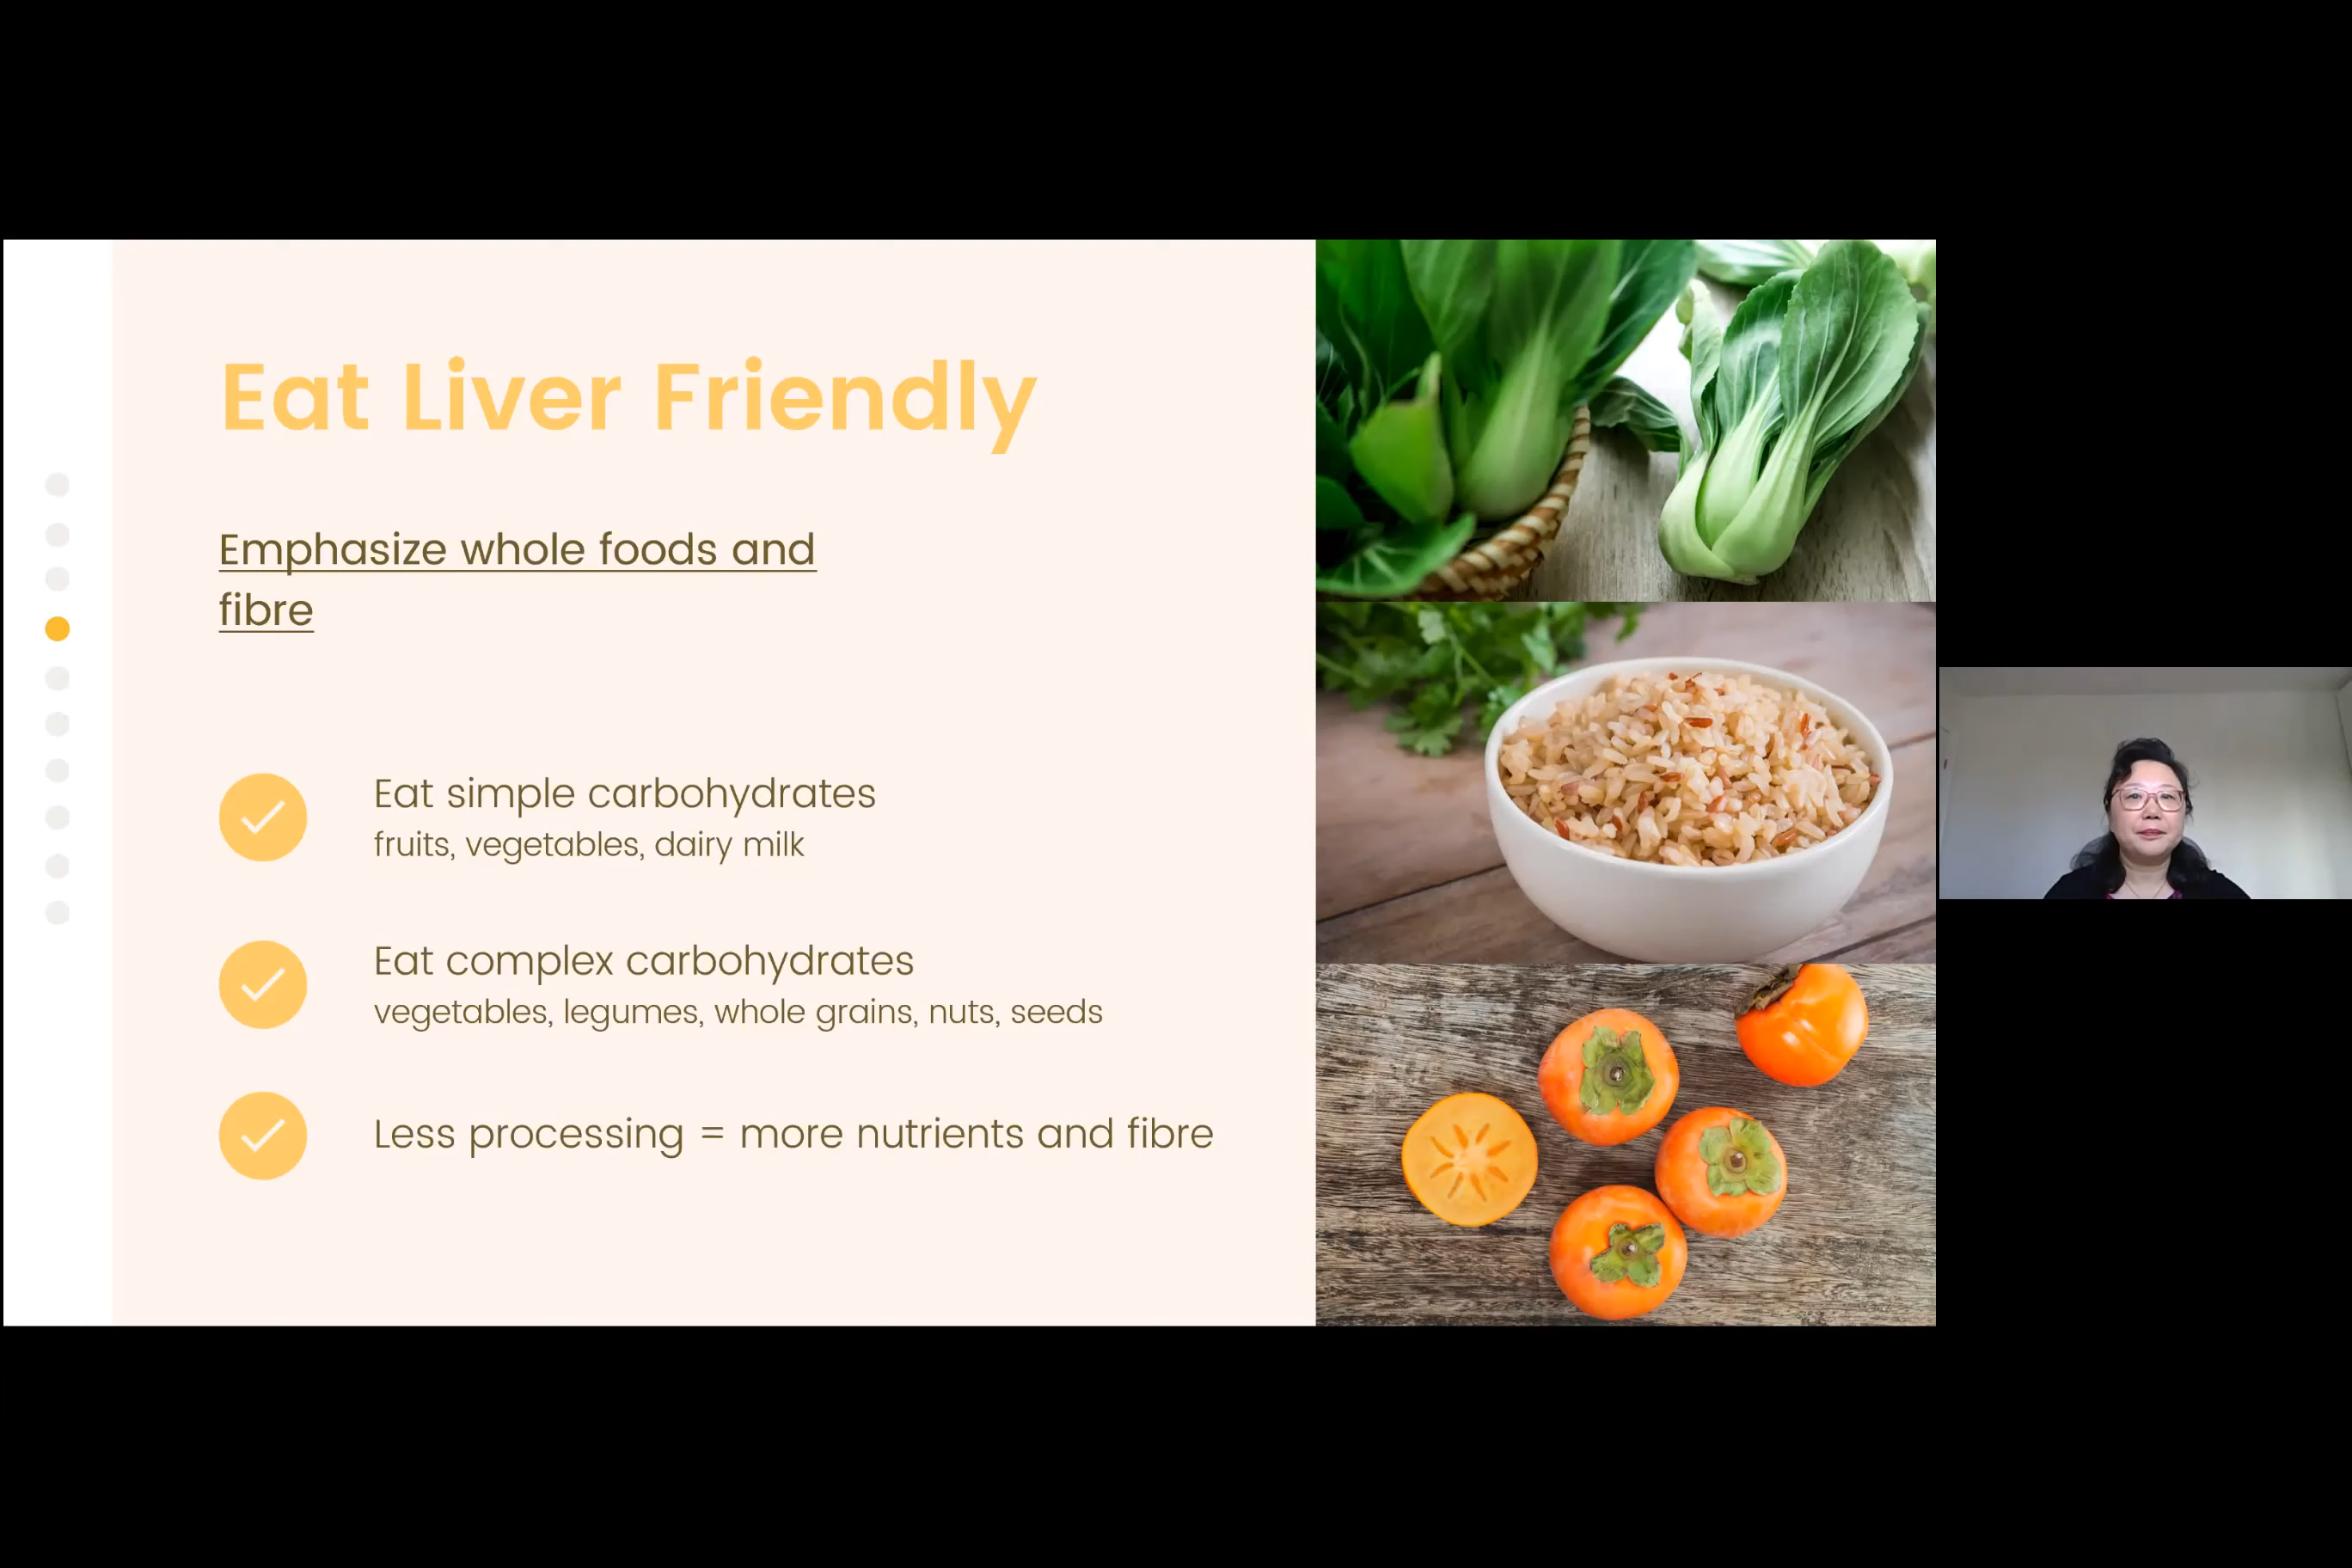 Eat Liver Friendly
Emphasize whole foods and
fibre
Eat simple carbohydrates
fruits, vegetables, dairy milk
Eat complex carbohydrates
vegetables, legumes, whole grains, nuts, seeds
Less processing = more nutrients and fibre